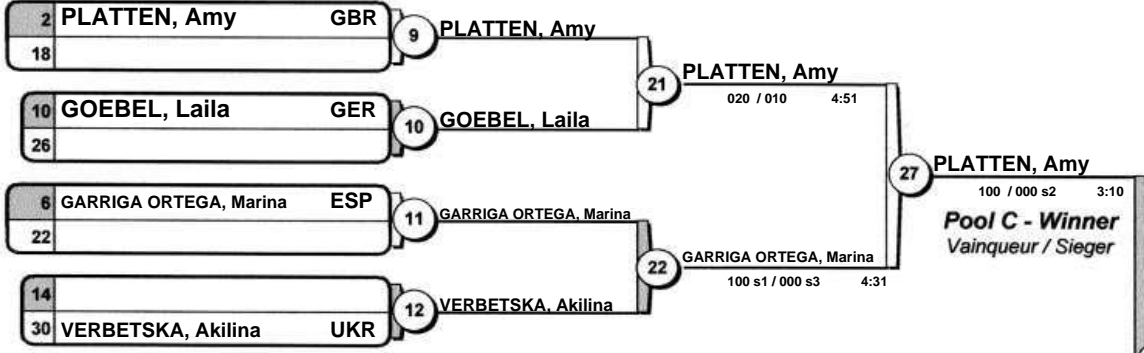 2 PLATTEN, Amy GBR
18
9
PLATTEN, Amy
10 GOEBEL, Laila GER
26
10
GOEBEL, Laila
21
PLATTEN, Amy
020 / 010 4:51
6 GARRIGA ORTEGA, Marina ESP
22
11
GARRIGA ORTEGA, Marina
14
30 VERBETSKA, Akilina UKR
12
VERBETSKA, Akilina
22
GARRIGA ORTEGA, Marina
100 s1 / 000 s3 4:31
27
PLATTEN, Amy
100 / 000 s2 3:10
Pool C - Winner
Vainqueur / Sieger